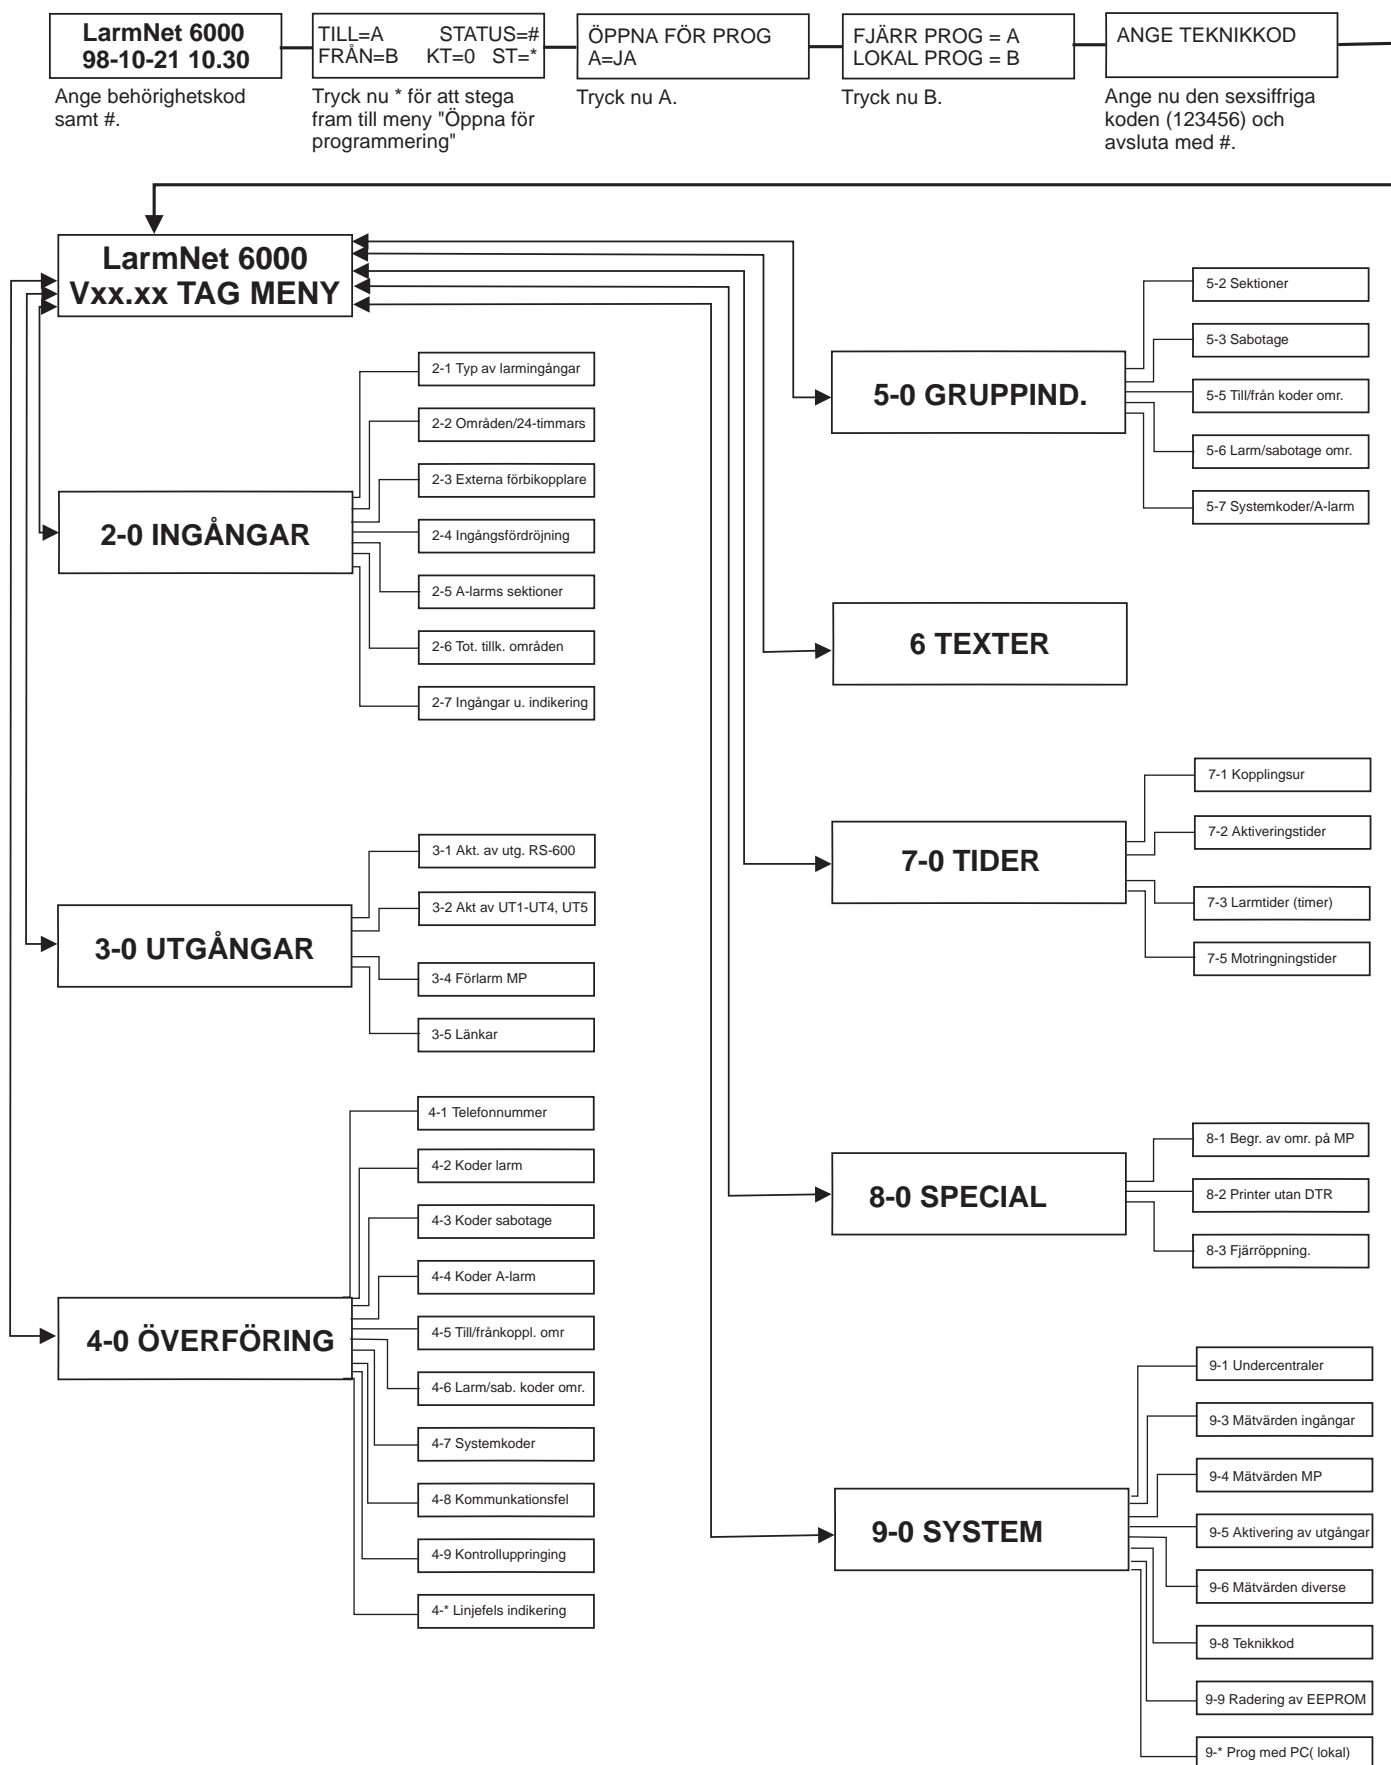 LarmNet 6000
98-10-21 10.30
Ange behörighetskod
samt #.
TILL=A STATUS=#
FRÅN=B KT=0 ST=*
Tryck nu * för att stega
fram till meny "Öppna för
programmering"
ÖPPNA FÖR PROG
A=JA
Tryck nu A.
FJÄRR PROG = A
LOKAL PROG = B
Tryck nu B.
ANGE TEKNIKKOD
Ange nu den sexsiffriga
koden (123456) och
avsluta med #.
LarmNet 6000
Vxx.xx TAG MENY
2-0 INGÅNGAR
2-1 Typ av larmingångar
2-2 Områden/24-timmars
2-3 Externa förbikopplare
2-4 Ingångsfördröjning
2-5 A-larms sektioner
2-6 Tot. tillk. områden
2-7 Ingångar u. indikering
3-0 UTGÅNGAR
3-1 Akt. av utg. RS-600
3-2 Akt av UT1-UT4, UT5
3-4 Förlarm MP
3-5 Länkar
4-0 ÖVERFÖRING
4-1 Telefonnummer
4-2 Koder larm
4-3 Koder sabotage
4-4 Koder A-larm
4-5 Till/frånkoppl. omr
4-6 Larm/sab. koder omr.
4-7 Systemkoder
4-8 Kommunkationsfel
4-9 Kontrolluppringing
4-* Linjefels indikering
5-0 GRUPPIND.
5-2 Sektioner
5-3 Sabotage
5-5 Till/från koder omr.
5-6 Larm/sabotage omr.
5-7 Systemkoder/A-larm
6 TEXTER
7-0 TIDER
7-1 Kopplingsur
7-2 Aktiveringstider
7-3 Larmtider (timer)
7-5 Motringningstider
8-0 SPECIAL
8-1 Begr. av omr. på MP
8-2 Printer utan DTR
8-3 Fjärröppning.
9-0 SYSTEM
9-1 Undercentraler
9-3 Mätvärden ingångar
9-4 Mätvärden MP
9-5 Aktivering av utgångar
9-6 Mätvärden diverse
9-8 Teknikkod
9-9 Radering av EEPROM
9-* Prog med PC( lokal)